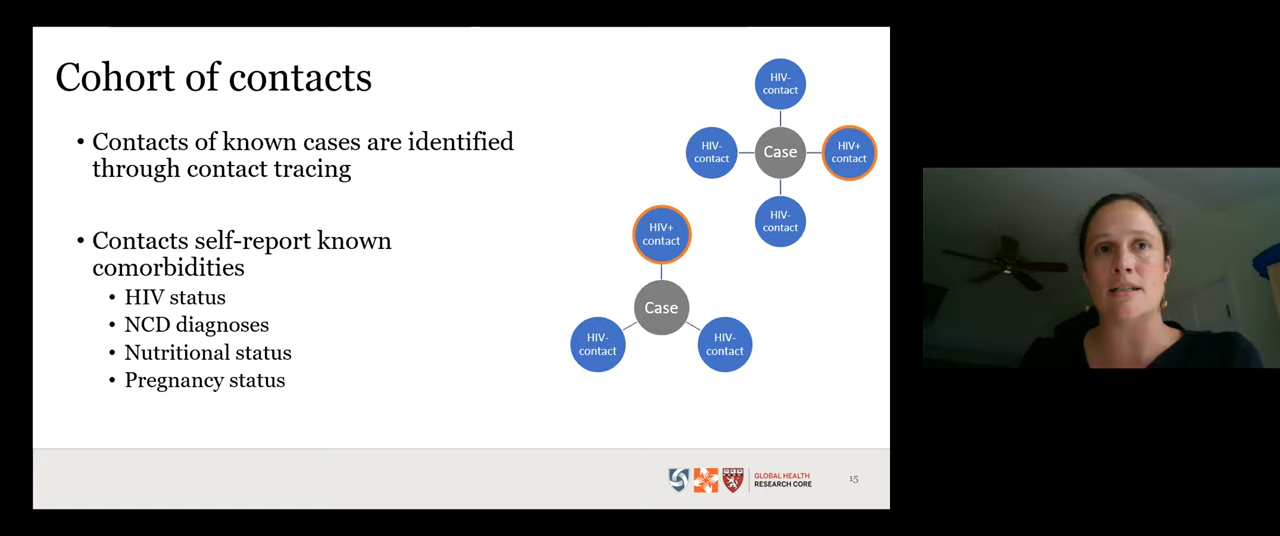 Cohort of contacts
• Contacts of known cases are identified
through contact tracing
• Contacts self-report known
comorbidities
• HIV status
• NCD diagnoses
• Nutritional status
• Pregnancy status
HIV-
contact
HIV-
contact
Case
HIV+
contact
HIV-
contact
HIV+
contact
Case
HIV-
contact
HIV-
contact
GLOBAL HEALTH
RESEARCH CORE
15